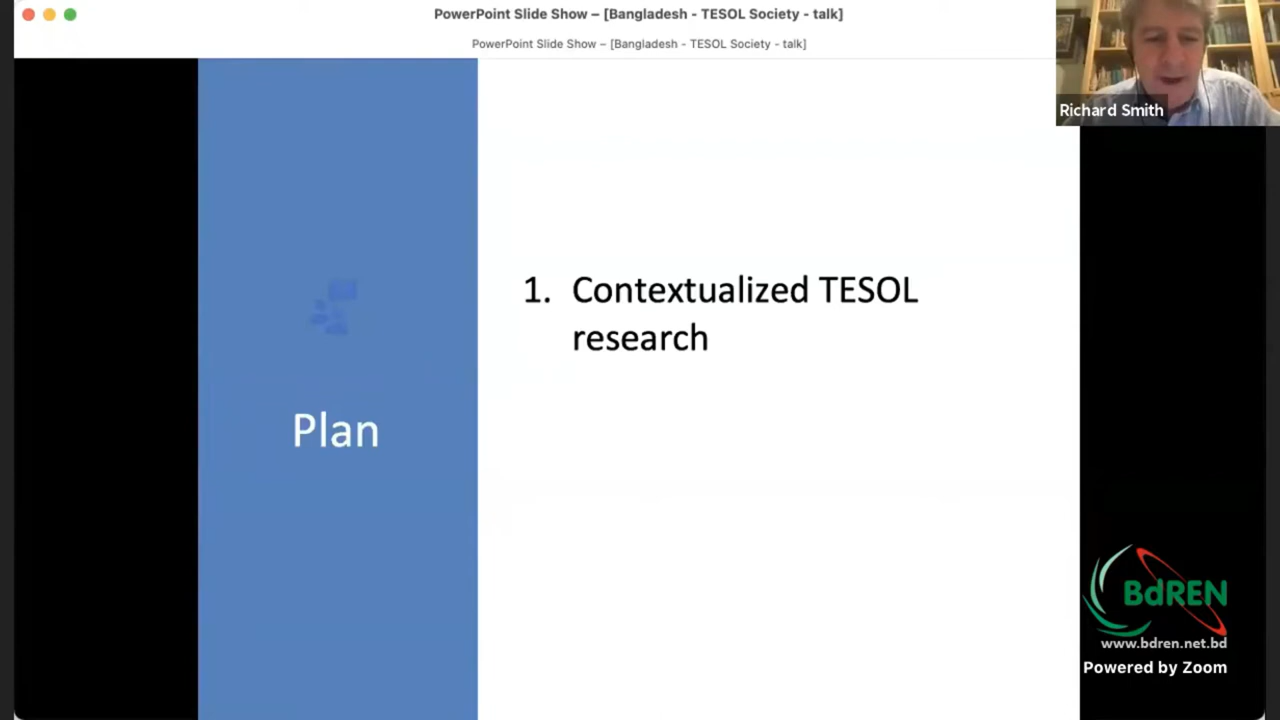 PowerPoint Slide Show – [Bangladesh - TESOL Society - talk]
PowerPoint Slide Show – [Bangladesh - TESOL Society - talk]
Richard Smith
Plan
1. Contextualized TESOL
research
BdREN
www.bdren.net.bd
Powered by Zoom